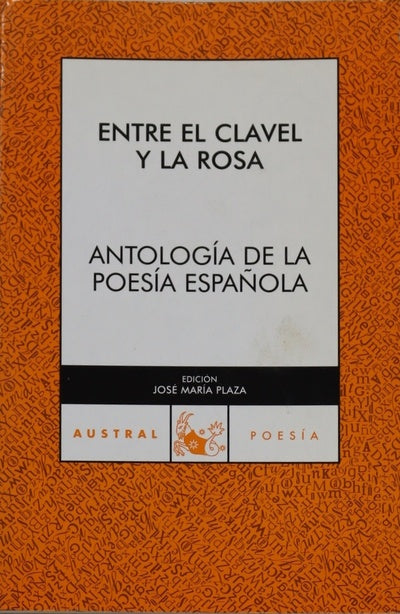 ENTRE EL CLAVEL
Y LA ROSA
ANTOLOGÍA DE LA
POESÍA ESPAÑOLA
EDICIÓN
JOSÉ MARÍA PLAZA
AUSTRAL POESÍA